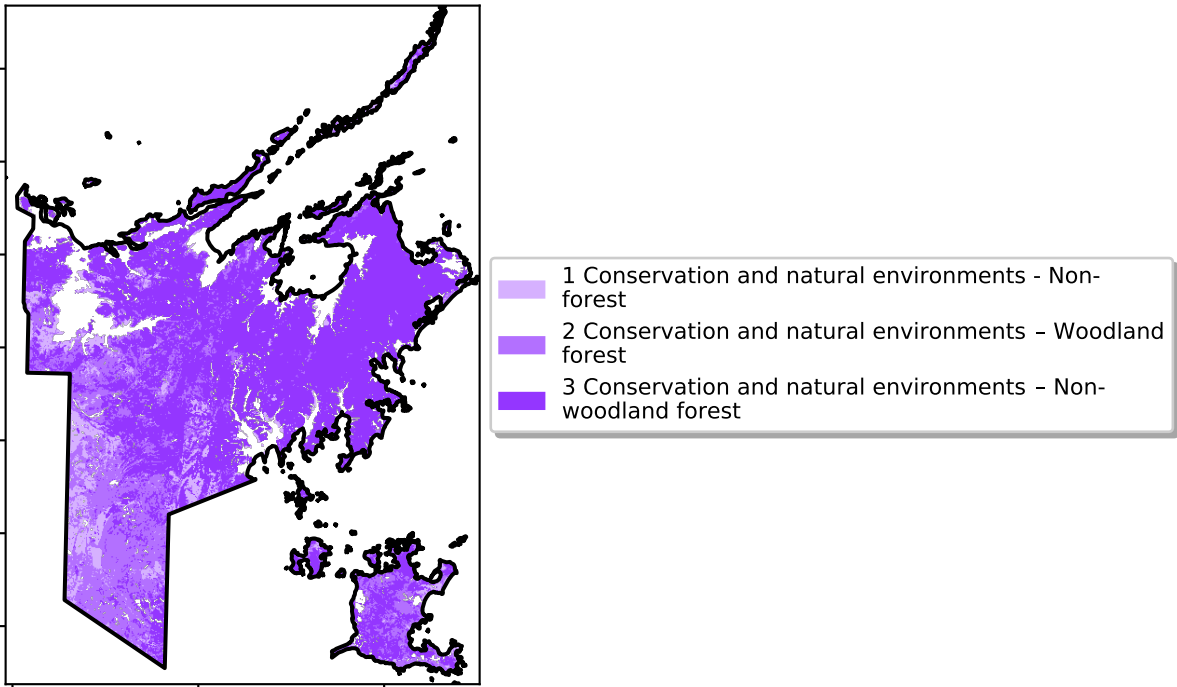 1 Conservation and natural environments - Non-
forest
2 Conservation and natural environments – Woodland
forest
3 Conservation and natural environments – Non-
woodland forest